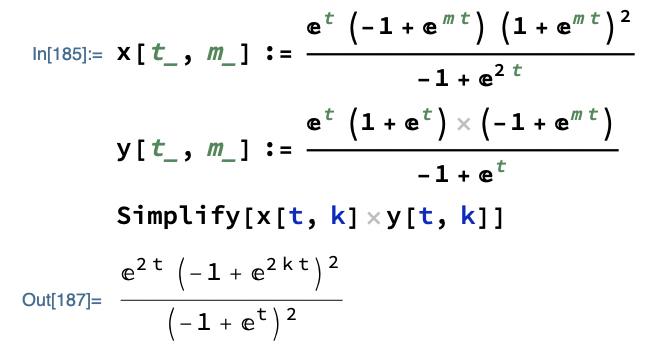 In[185]:= x[t_, m_] := (ⅇ^t (-1 + ⅇ^(m t)) (1 + ⅇ^(m t))^2) / (-1 + ⅇ^(2 t))
y[t_, m_] := (ⅇ^t (1 + ⅇ^t) × (-1 + ⅇ^(m t))) / (-1 + ⅇ^t)
Simplify[x[t, k] × y[t, k]]
Out[187]= (ⅇ^(2 t) (-1 + ⅇ^(2 k t))^2) / (-1 + ⅇ^t)^2